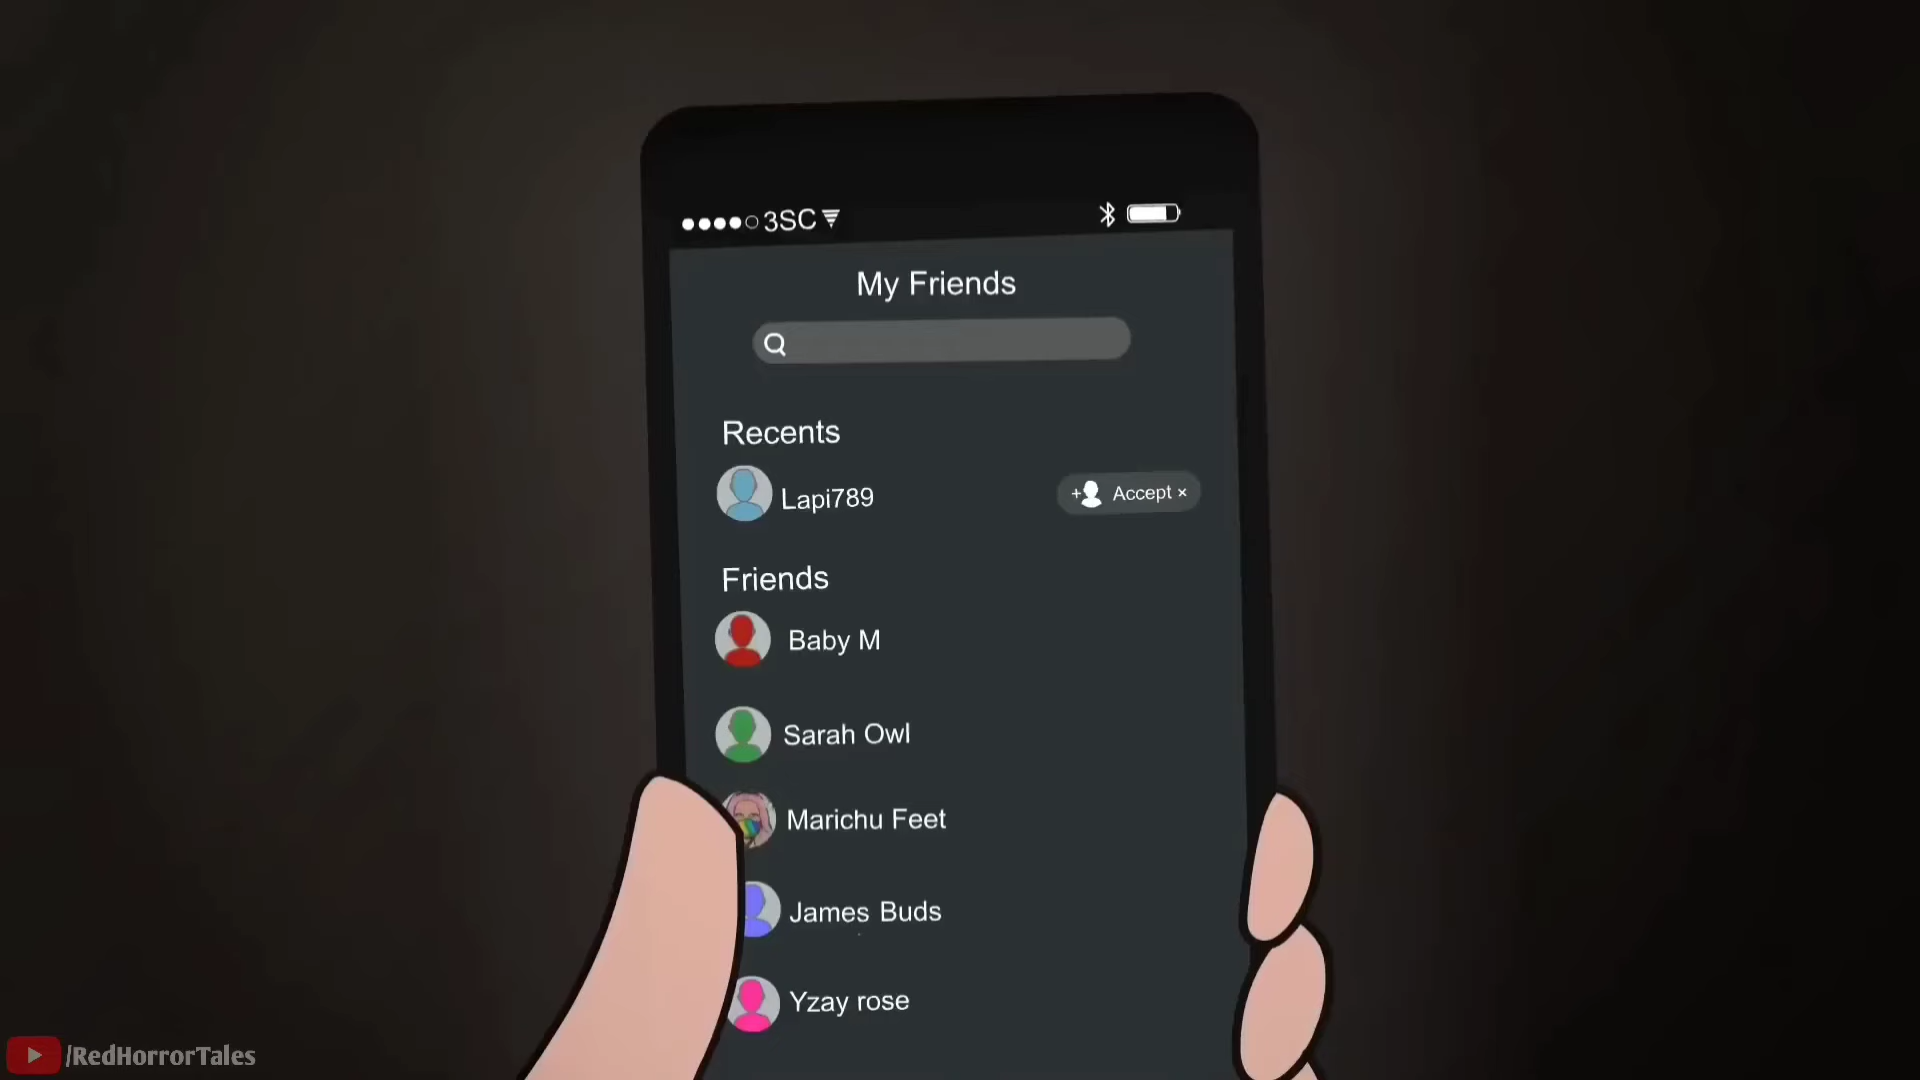 3SC
My Friends
Recents
Lapi789
Accept ×
Friends
Baby M
Sarah Owl
Marichu Feet
James Buds
Yzay rose
/RedHorrorTales